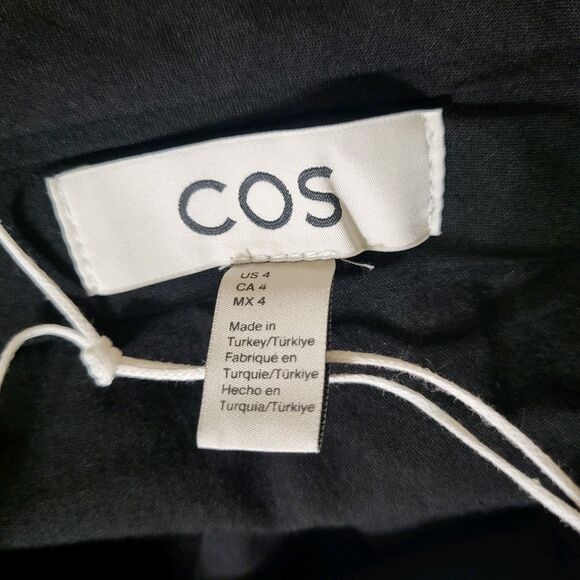 COS
US 4
CA 4
MX 4
Made in
Turkey/Türkiye
Fabriqué en
Turquie/Türkiye
Hecho en
Turquía/Türkiye